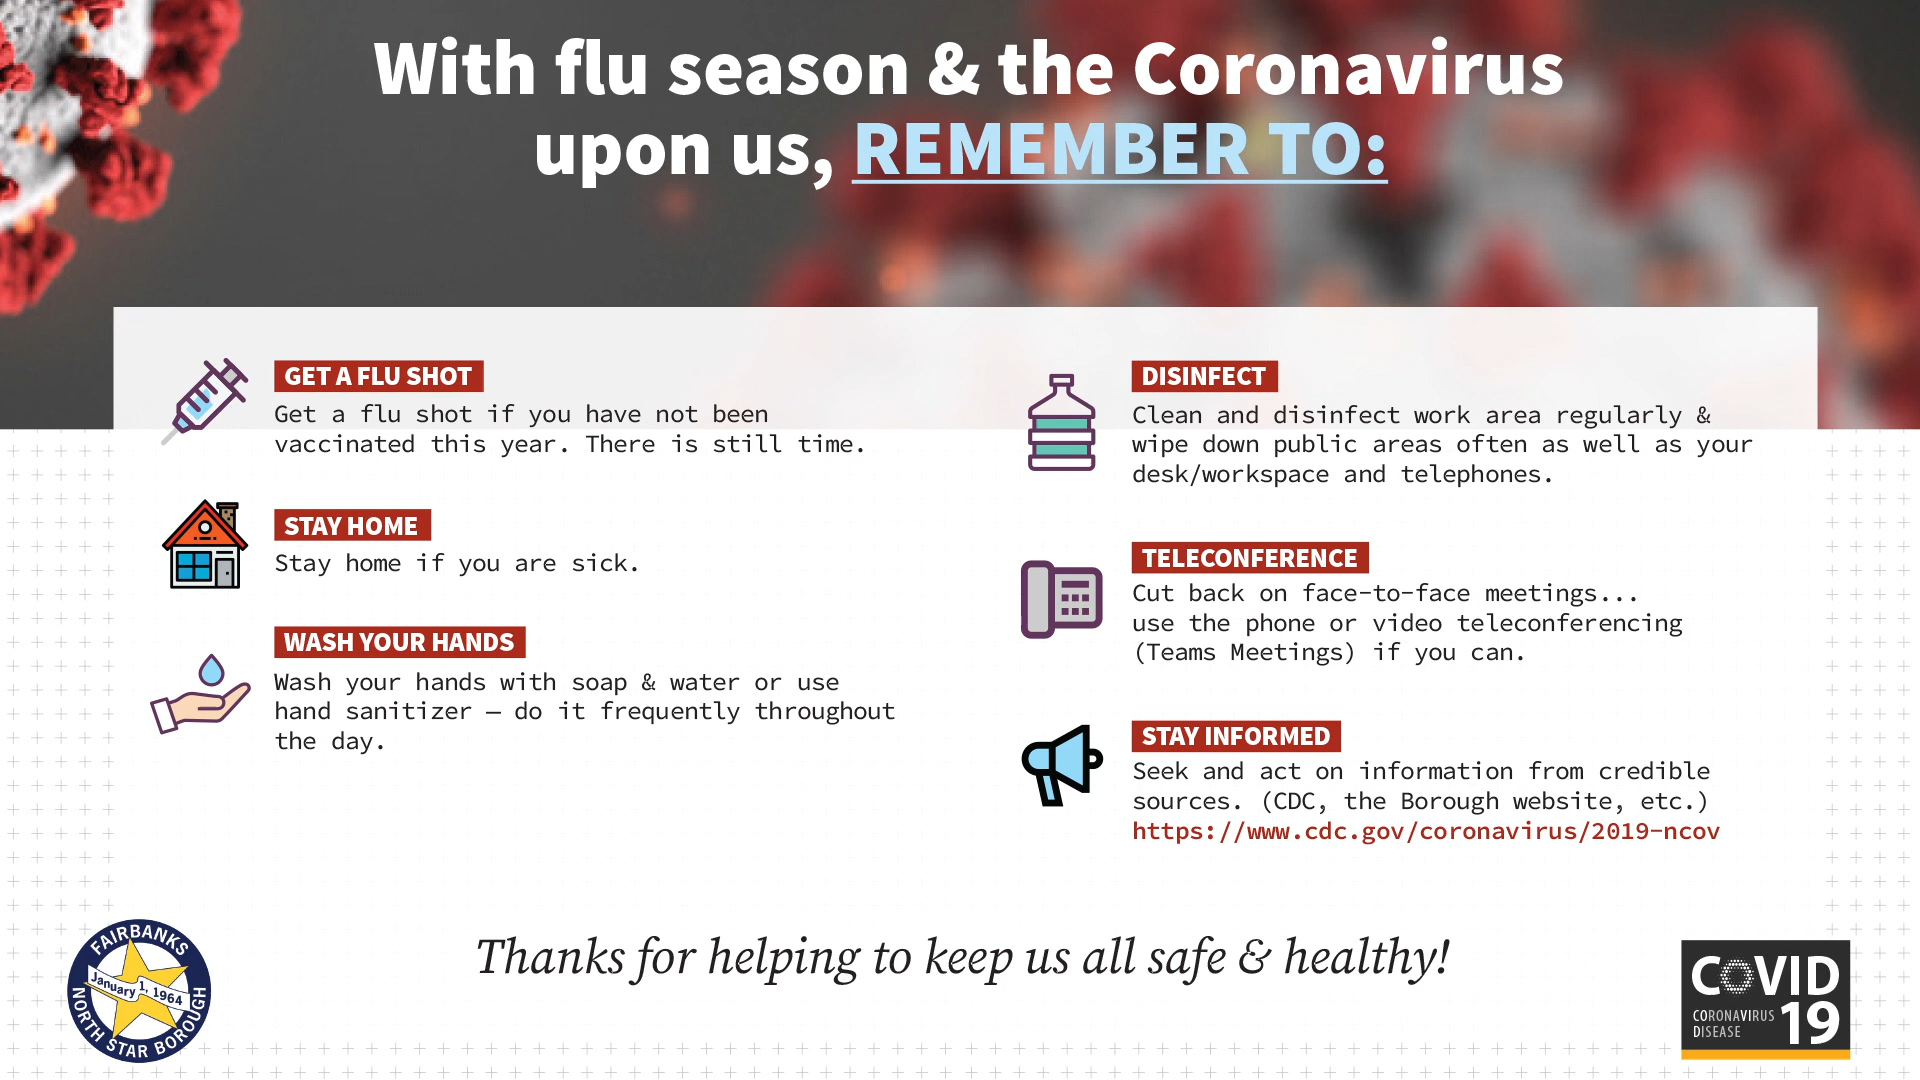 With flu season & the Coronavirus
upon us, REMEMBER TO:
GET A FLU SHOT
Get a flu shot if you have not been
vaccinated this year. There is still time.
STAY HOME
Stay home if you are sick.
WASH YOUR HANDS
Wash your hands with soap & water or use
hand sanitizer – do it frequently throughout
the day.
DISINFECT
Clean and disinfect work area regularly &
wipe down public areas often as well as your
desk/workspace and telephones.
TELECONFERENCE
Cut back on face-to-face meetings...
use the phone or video teleconferencing
(Teams Meetings) if you can.
STAY INFORMED
Seek and act on information from credible
sources. (CDC, the Borough website, etc.)
https://www.cdc.gov/coronavirus/2019-ncov
FAIRBANKS
January 1, 1964
NORTH STAR BOROUGH
Thanks for helping to keep us all safe & healthy!
COVID
CORONAVIRUS
DISEASE
19